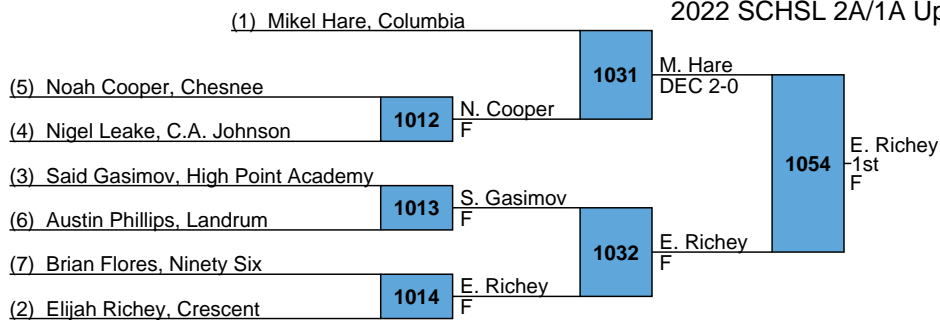 2022 SCHSL 2A/1A Up
(1) Mikel Hare, Columbia
1031
M. Hare
DEC 2-0
(5) Noah Cooper, Chesnee
1012
N. Cooper
F
(4) Nigel Leake, C.A. Johnson
1054
E. Richey
1st
F
(3) Said Gasimov, High Point Academy
1013
S. Gasimov
F
(6) Austin Phillips, Landrum
1032
E. Richey
F
(7) Brian Flores, Ninety Six
1014
E. Richey
F
(2) Elijah Richey, Crescent